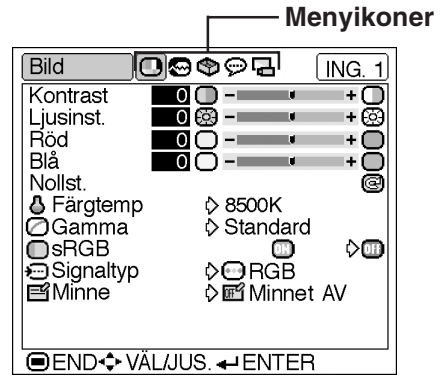 Menyikoner
Bild ING. 1
Kontrast 0 - +
Ljusinst. 0 - +
Röd 0 - +
Blå 0 - +
Nollst.
Färgtemp 8500K
Gamma Standard
sRGB ON OFF
Signaltyp RGB
Minne OFF Minnet AV
END VÄL/JUS. ENTER